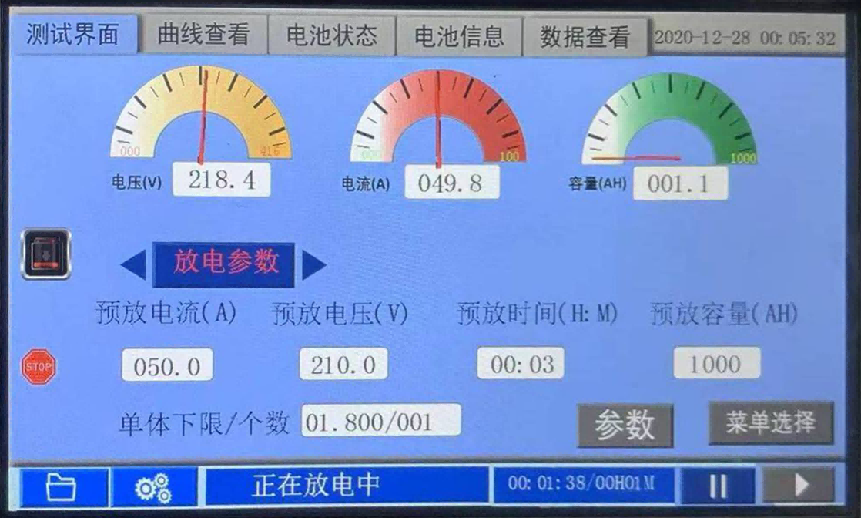 测试界面 曲线查看 电池状态 电池信息 数据查看 2020-12-28 00:05:32
000 416 000 100 1000
电压(V) 218.4 电流(A) 049.8 容量(AH) 001.1
放电参数
预放电流(A) 预放电压(V) 预放时间(H:M) 预放容量(AH)
STOP 050.0 210.0 00:03 1000
单体下限/个数 01.800/001 参数 菜单选择
正在放电中 00:01:38/00H01M